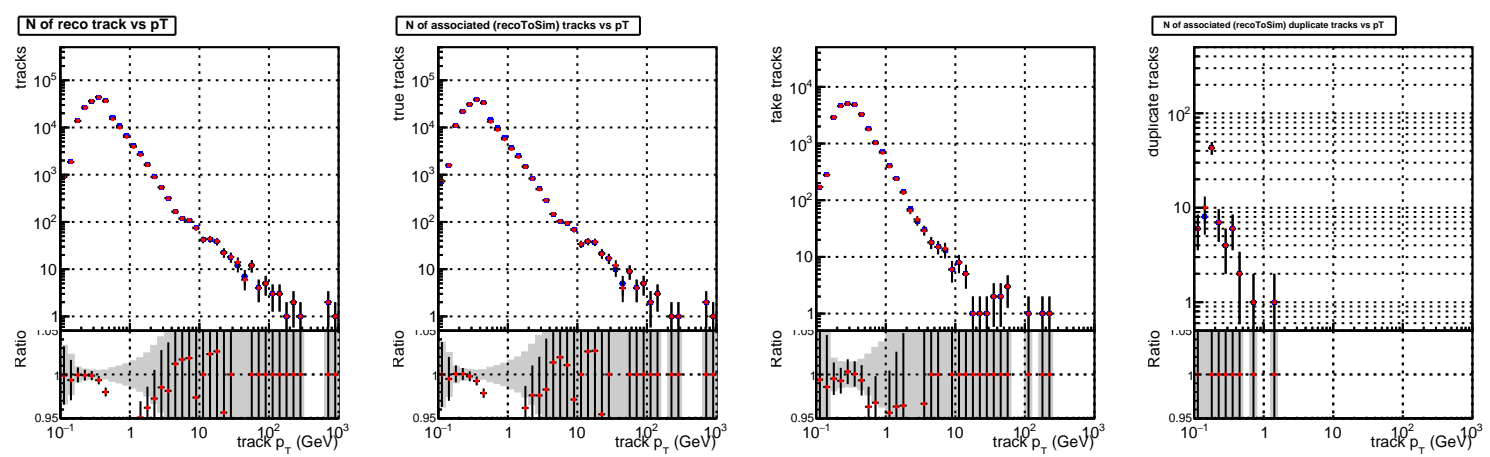 N of reco track vs pT
tracks
10^5
10^4
10^3
10^2
10
1
Ratio
1.05
1
0.95
10^-1 1 10 10^2 10^3
track p_T (GeV)
N of associated (recoToSim) tracks vs pT
true tracks
10^5
10^4
10^3
10^2
10
1
Ratio
1.05
1
0.95
10^-1 1 10 10^2 10^3
track p_T (GeV)
fake tracks
10^4
10^3
10^2
10
1
Ratio
1.05
1
0.95
10^-1 1 10 10^2 10^3
track p_T (GeV)
N of associated (recoToSim) duplicate tracks vs pT
duplicate tracks
10^2
10
1
Ratio
1.05
1
0.95
10^-1 1 10 10^2 10^3
track p_T (GeV)